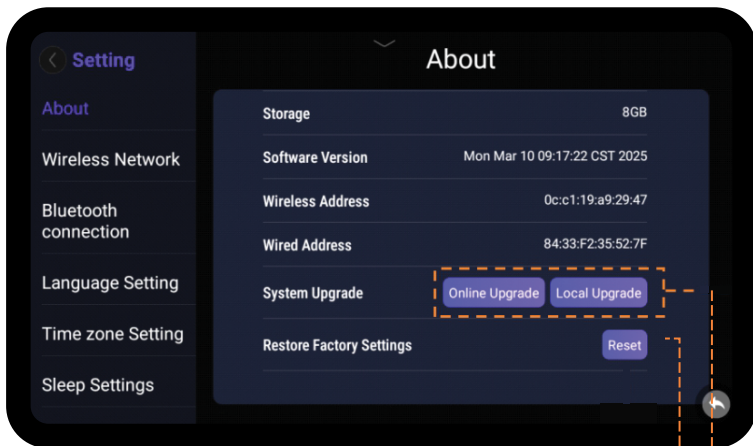 Setting
About
Wireless Network
Bluetooth
connection
Language Setting
Time zone Setting
Sleep Settings
About
Storage 8GB
Software Version Mon Mar 10 09:17:22 CST 2025
Wireless Address 0c:c1:19:a9:29:47
Wired Address 84:33:F2:35:52:7F
System Upgrade Online Upgrade Local Upgrade
Restore Factory Settings Reset